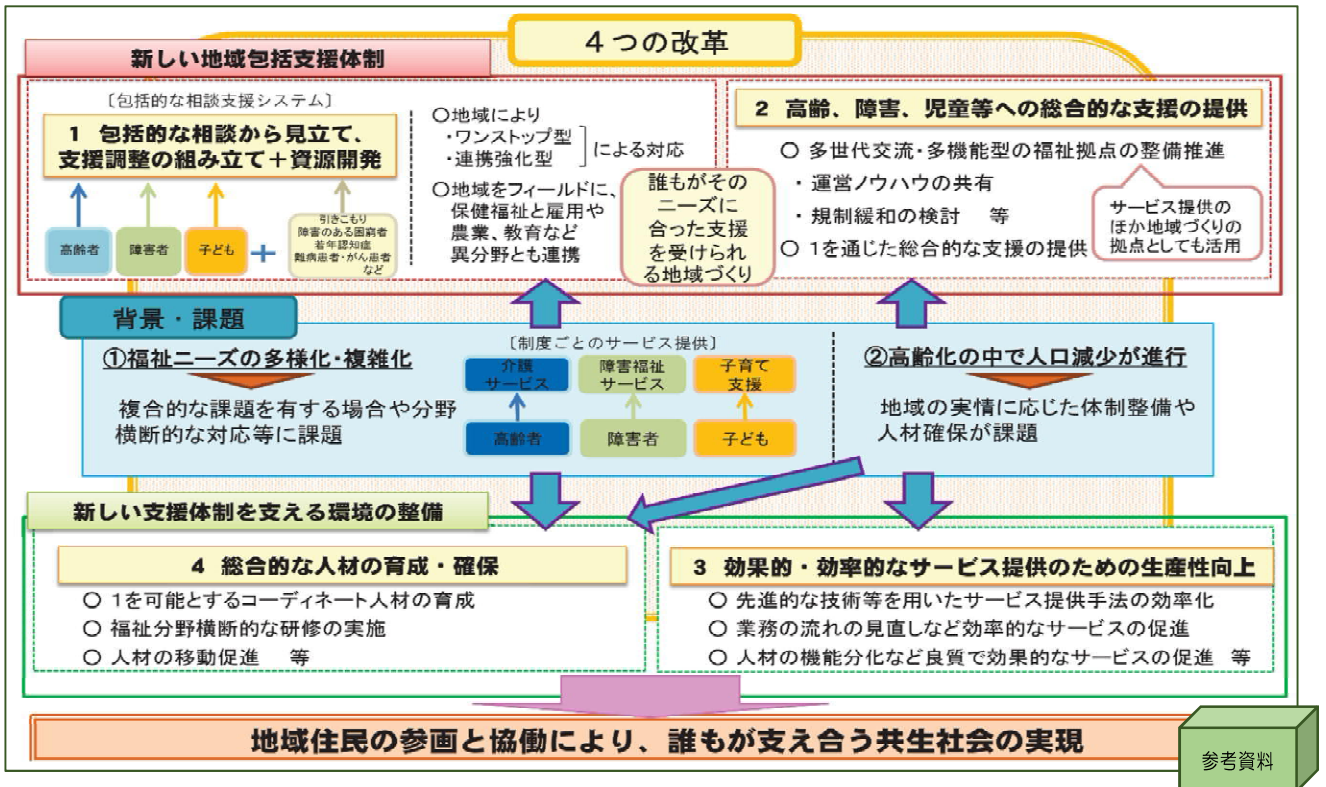 4つの改革
新しい地域包括支援体制
〔包括的な相談支援システム〕
1 包括的な相談から見立て、
支援調整の組み立て＋資源開発
高齢者
障害者
子ども
＋
引きこもり
障害のある困窮者
若年認知症
難病患者・がん患者
など
○地域により
・ワンストップ型
・連携強化型
による対応
○地域をフィールドに、
保健福祉と雇用や
農業、教育など
異分野とも連携
誰もがその
ニーズに
合った支援
を受けられ
る地域づくり
2 高齢、障害、児童等への総合的な支援の提供
○ 多世代交流・多機能型の福祉拠点の整備推進
・運営ノウハウの共有
・規制緩和の検討 等
○ 1を通じた総合的な支援の提供
サービス提供の
ほか地域づくりの
拠点としても活用
背景・課題
①福祉ニーズの多様化・複雑化
複合的な課題を有する場合や分野
横断的な対応等に課題
〔制度ごとのサービス提供〕
介護
サービス
障害福祉
サービス
子育て
支援
高齢者
障害者
子ども
②高齢化の中で人口減少が進行
地域の実情に応じた体制整備や
人材確保が課題
新しい支援体制を支える環境の整備
4 総合的な人材の育成・確保
○ 1を可能とするコーディネート人材の育成
○ 福祉分野横断的な研修の実施
○ 人材の移動促進 等
3 効果的・効率的なサービス提供のための生産性向上
○ 先進的な技術等を用いたサービス提供手法の効率化
○ 業務の流れの見直しなど効率的なサービスの促進
○ 人材の機能分化など良質で効果的なサービスの促進 等
地域住民の参画と協働により、誰もが支え合う共生社会の実現
参考資料